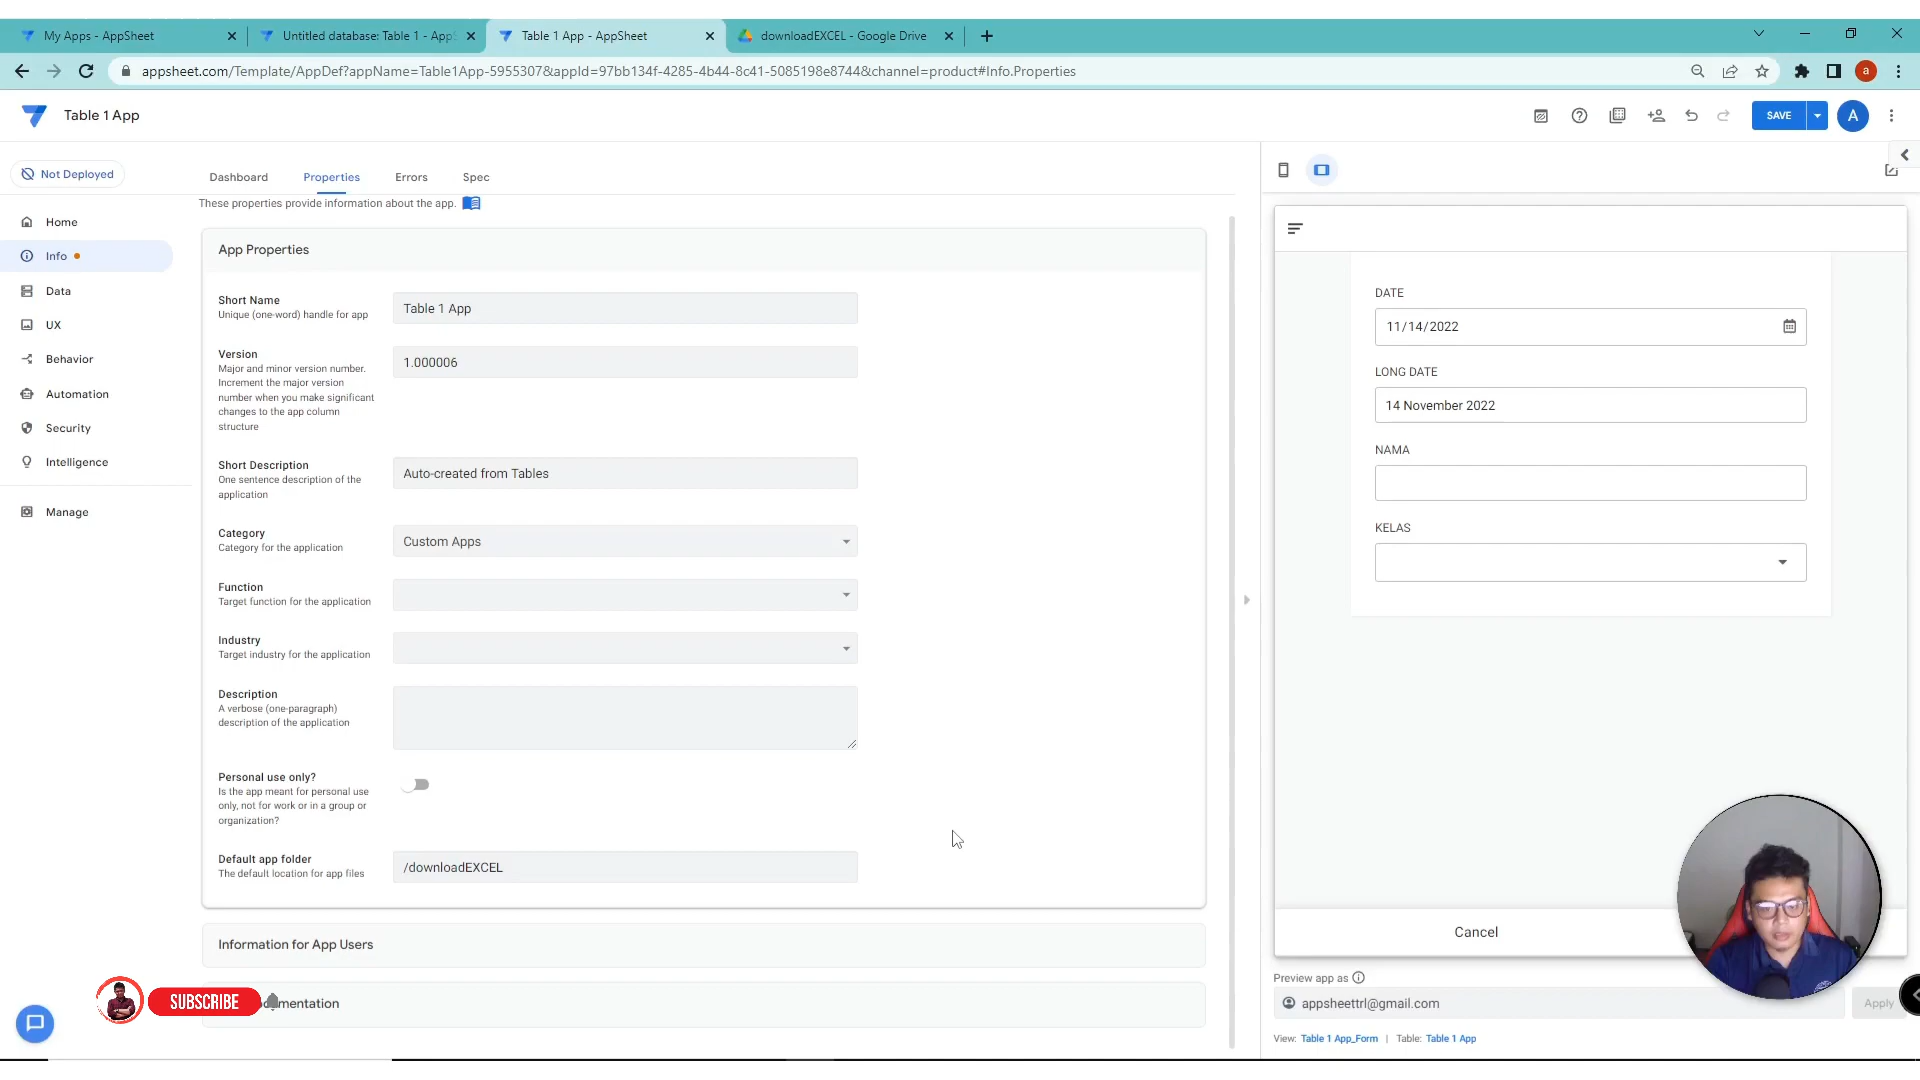 My Apps - AppSheet
Untitled database: Table 1 - AppS
Table 1 App - AppSheet
downloadEXCEL - Google Drive
appsheet.com/Template/AppDef?appName=Table1App-5955307&appId=97bb134f-4285-4b44-8c41-5085198e8744&channel=product#Info.Properties
a
Table 1 App
SAVE
A
Not Deployed
Home
Info
Data
UX
Behavior
Automation
Security
Intelligence
Manage
Dashboard
Properties
Errors
Spec
These properties provide information about the app.
App Properties
Short Name
Unique (one-word) handle for app
Table 1 App
Version
Major and minor version number.
Increment the major version
number when you make significant
changes to the app column
structure
1.000006
Short Description
One sentence description of the
application
Auto-created from Tables
Category
Category for the application
Custom Apps
Function
Target function for the application
Industry
Target industry for the application
Description
A verbose (one-paragraph)
description of the application
Personal use only?
Is the app meant for personal use
only, not for work or in a group or
organization?
Default app folder
The default location for app files
/downloadEXCEL
Information for App Users
SUBSCRIBE
mentation
DATE
11/14/2022
LONG DATE
14 November 2022
NAMA
KELAS
Cancel
Preview app as
appsheettrl@gmail.com
Apply
View: Table 1 App_Form | Table: Table 1 App